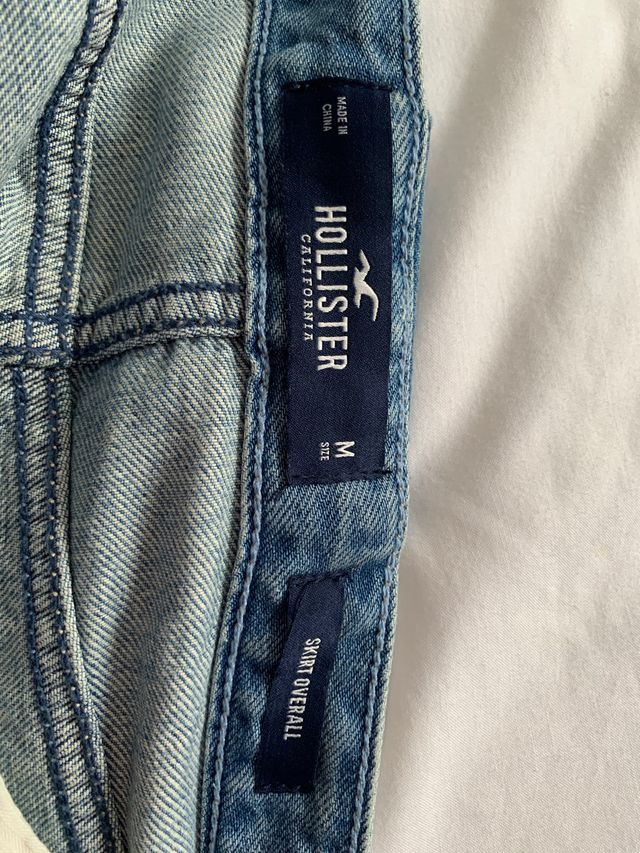 MADE IN
CHINA
HOLLISTER
CALIFORNIA
M
SIZE
SKIRT OVERALL